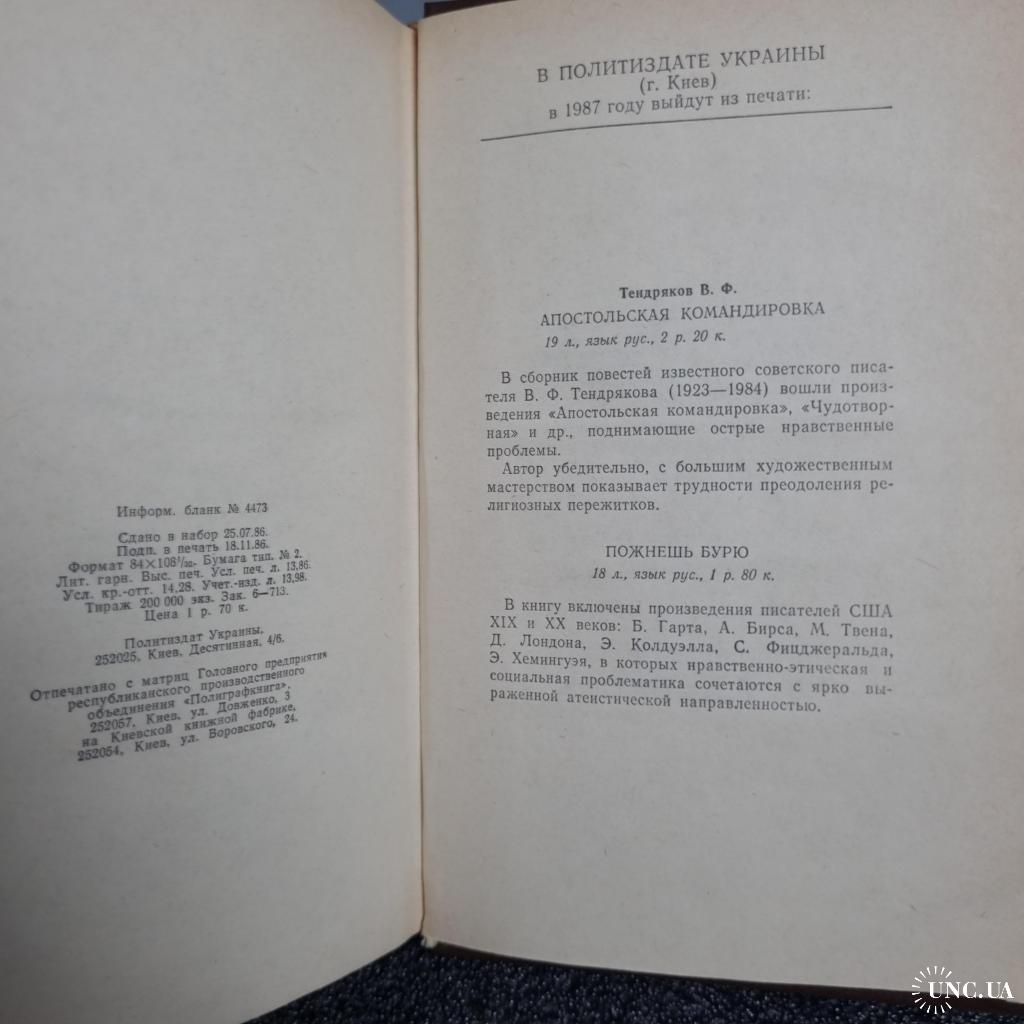 Информ. бланк № 4473
Сдано в набор 25.07.86.
Подп. в печать 18.11.86.
Формат 84×108¹/₃₂. Бумага тип. № 2.
Лит. гарн. Выс. печ. Усл. печ. л. 13,86.
Усл. кр.-отт. 14,28. Учет.-изд. л. 13,98.
Тираж 200 000 экз. Зак. 6—713.
Цена 1 р. 70 к.
Политиздат Украины,
252025, Киев, Десятинная, 4/6.
Отпечатано с матриц Головного предприятия
республиканского производственного
объединения «Полиграфкнига»,
252057, Киев, ул. Довженко, 3
на Киевской книжной фабрике,
252054, Киев, ул. Воровского, 24.
В ПОЛИТИЗДАТЕ УКРАИНЫ
(г. Киев)
в 1987 году выйдут из печати:
Тендряков В. Ф.
АПОСТОЛЬСКАЯ КОМАНДИРОВКА
19 л., язык рус., 2 р. 20 к.
В сборник повестей известного советского писа-
теля В. Ф. Тендрякова (1923—1984) вошли произ-
ведения «Апостольская командировка», «Чудотвор-
ная» и др., поднимающие острые нравственные
проблемы.
Автор убедительно, с большим художественным
мастерством показывает трудности преодоления ре-
лигиозных пережитков.
ПОЖНЕШЬ БУРЮ
18 л., язык рус., 1 р. 80 к.
В книгу включены произведения писателей США
XIX и XX веков: Б. Гарта, А. Бирса, М. Твена,
Д. Лондона, Э. Колдуэлла, С. Фицджеральда,
Э. Хемингуэя, в которых нравственно-этическая и
социальная проблематика сочетаются с ярко вы-
раженной атеистической направленностью.
UNC.UA